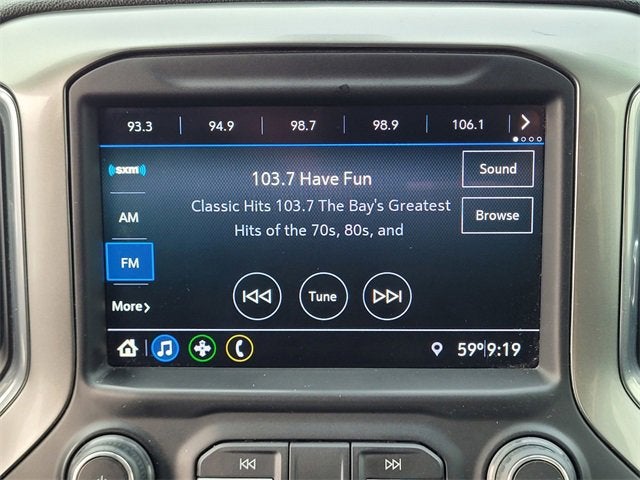 93.3 94.9 98.7 98.9 106.1
sxm
103.7 Have Fun
Sound
Classic Hits 103.7 The Bay's Greatest
Hits of the 70s, 80s, and
AM
Browse
FM
Tune
More
59° 9:19